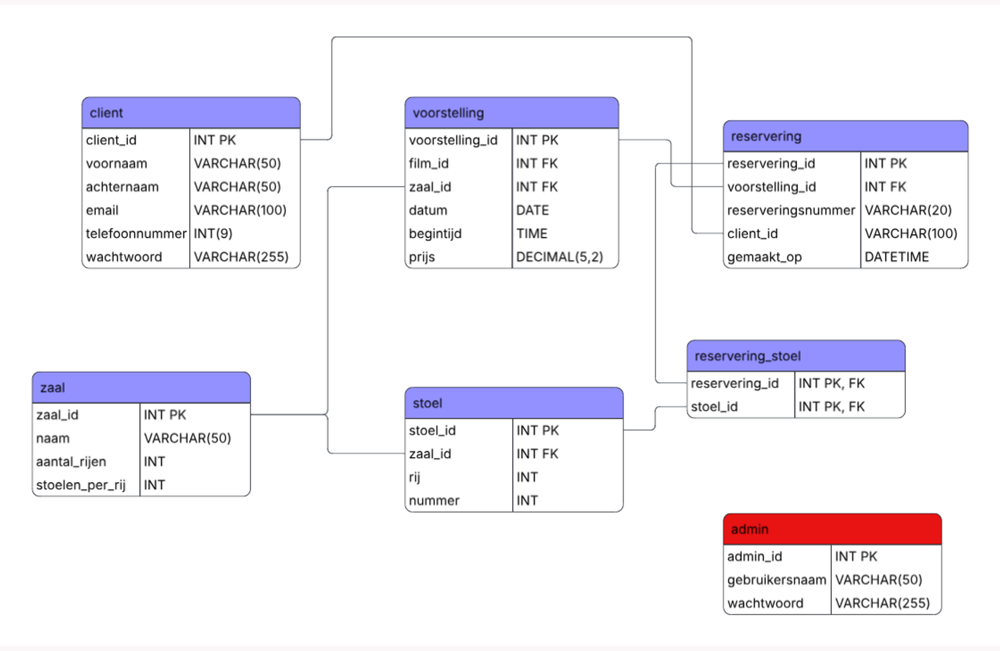 client
client_id INT PK
voornaam VARCHAR(50)
achternaam VARCHAR(50)
email VARCHAR(100)
telefoonnummer INT(9)
wachtwoord VARCHAR(255)
voorstelling
voorstelling_id INT PK
film_id INT FK
zaal_id INT FK
datum DATE
begintijd TIME
prijs DECIMAL(5,2)
reservering
reservering_id INT PK
voorstelling_id INT FK
reserveringsnummer VARCHAR(20)
client_id VARCHAR(100)
gemaakt_op DATETIME
zaal
zaal_id INT PK
naam VARCHAR(50)
aantal_rijen INT
stoelen_per_rij INT
stoel
stoel_id INT PK
zaal_id INT FK
rij INT
nummer INT
reservering_stoel
reservering_id INT PK, FK
stoel_id INT PK, FK
admin
admin_id INT PK
gebruikersnaam VARCHAR(50)
wachtwoord VARCHAR(255)